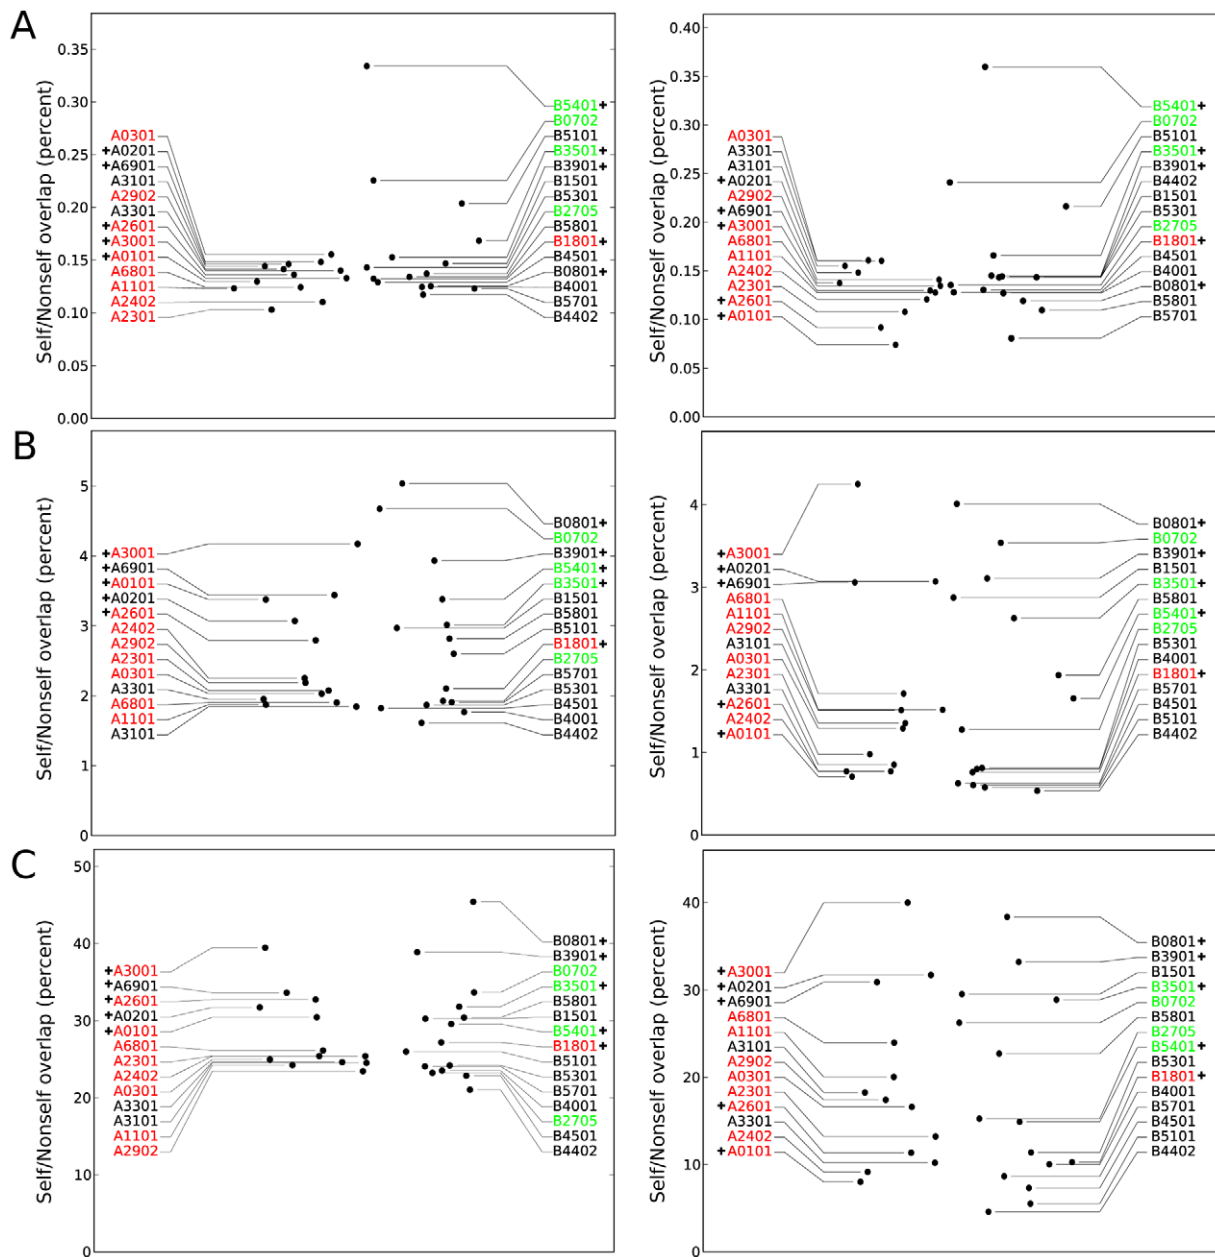 A
Self/Nonself overlap (percent)
0.35
0.30
0.25
0.20
0.15
0.10
0.05
0.00
A0301
+A0201
+A6901
A3101
A2902
A3301
+A2601
+A3001
+A0101
A6801
A1101
A2402
A2301
B5401+
B0702
B5101
B3501+
B3901+
B1501
B5301
B2705
B5801
B1801+
B4501
B0801+
B4001
B5701
B4402
Self/Nonself overlap (percent)
0.40
0.35
0.30
0.25
0.20
0.15
0.10
0.05
0.00
A0301
A3301
A3101
+A0201
A2902
+A6901
+A3001
A6801
A1101
A2402
A2301
+A2601
+A0101
B5401+
B0702
B5101
B3501+
B3901+
B4402
B1501
B5301
B2705
B1801+
B4501
B4001
B0801+
B5801
B5701
B
Self/Nonself overlap (percent)
5
4
3
2
1
0
+A3001
+A6901
+A0101
+A0201
+A2601
A2402
A2902
A2301
A0301
A3301
A6801
A1101
A3101
B0801+
B0702
B3901+
B5401+
B3501+
B1501
B5801
B5101
B1801+
B2705
B5701
B5301
B4501
B4001
B4402
Self/Nonself overlap (percent)
4
3
2
1
0
+A3001
+A0201
+A6901
A6801
A1101
A2902
A3101
A0301
A2301
A3301
+A2601
A2402
+A0101
B0801+
B0702
B3901+
B1501
B3501+
B5801
B5401+
B2705
B5301
B4001
B1801+
B5701
B4501
B5101
B4402
C
Self/Nonself overlap (percent)
50
40
30
20
10
0
+A3001
+A6901
+A2601
+A0201
+A0101
A6801
A2301
A2402
A0301
A3301
A3101
A1101
A2902
B0801+
B3901+
B0702
B3501+
B5801
B1501
B5401+
B1801+
B5101
B5301
B5701
B4001
B2705
B4501
B4402
Self/Nonself overlap (percent)
40
30
20
10
0
+A3001
+A0201
+A6901
A6801
A1101
A3101
A2902
A0301
A2301
+A2601
A3301
A2402
+A0101
B0801+
B3901+
B1501
B3501+
B0702
B5801
B2705
B5401+
B5301
B1801+
B4001
B5701
B4501
B5101
B4402